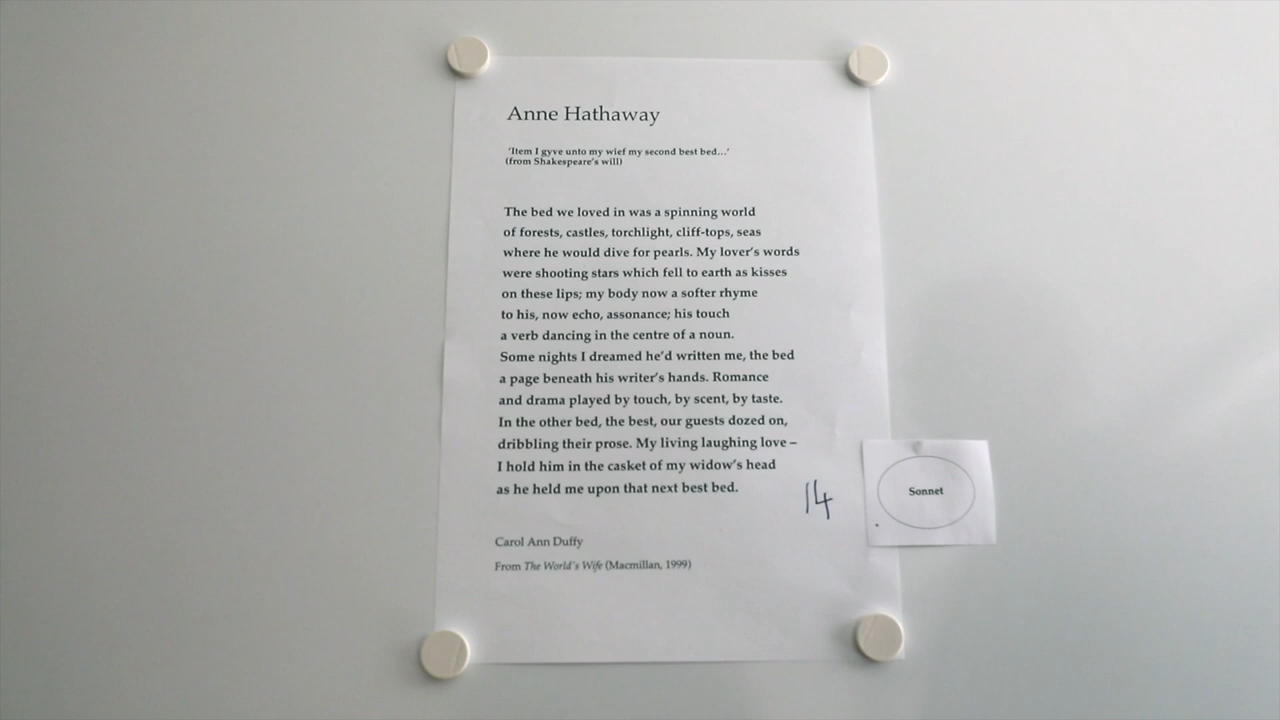 Anne Hathaway
'Item I gyve unto my wief my second best bed...'
(from Shakespeare's will)
The bed we loved in was a spinning world
of forests, castles, torchlight, cliff-tops, seas
where he would dive for pearls. My lover's words
were shooting stars which fell to earth as kisses
on these lips; my body now a softer rhyme
to his, now echo, assonance; his touch
a verb dancing in the centre of a noun.
Some nights I dreamed he'd written me, the bed
a page beneath his writer's hands. Romance
and drama played by touch, by scent, by taste.
In the other bed, the best, our guests dozed on,
dribbling their prose. My living laughing love –
I hold him in the casket of my widow's head
as he held me upon that next best bed.
14
Sonnet
Carol Ann Duffy
From The World's Wife (Macmillan, 1999)